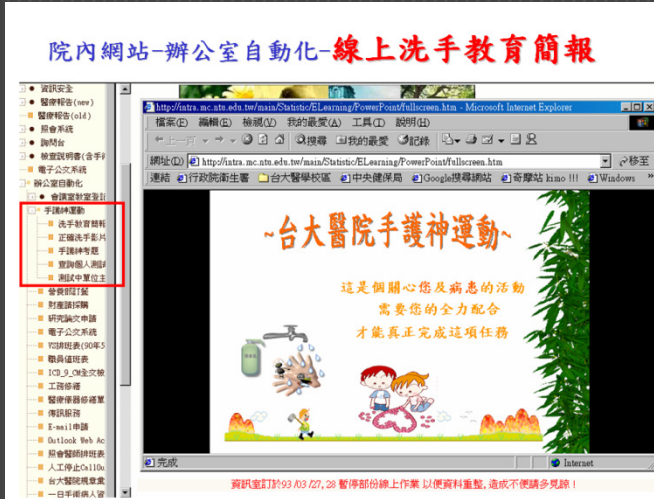 院內網站-辦公室自動化-線上洗手教育簡報
資訊安全
醫療報告(new)
醫療報告(old)
照會系統
詢問台
檢查說明書(含手術
電子公文系統
辦公室自動化
會議室教室登記
手護神運動
洗手教育簡報
正確洗手影片
手護神考題
查詢個人測試
測試中單位主
營養部訂餐
財產請採購
研究論文申請
電子公文系統
VS排班表(90年5
職員值班表
ICD_9_CM全文檢
工務修繕
醫療儀器修繕單
傳訊服務
E-mail申請
Outlook Web Ac
照會醫師排班表
人工停止CallOu
台大醫院規章彙
一日手術病人資
http://intra.mc.ntu.edu.tw/main/Statistic/ELearning/PowerPoint/fullscreen.htm - Microsoft Internet Explorer
檔案(F) 編輯(E) 檢視(V) 我的最愛(A) 工具(T) 說明(H)
上一頁 搜尋 我的最愛 記錄
網址(D) http://intra.mc.ntu.edu.tw/main/Statistic/ELearning/PowerPoint/fullscreen.htm 移至
連結 行政院衛生署 台大醫學校區 中央健保局 Google搜尋網站 奇摩站 kimo !!! Windows
~台大醫院手護神運動~
這是個關心您及病患的活動
需要您的全力配合
才能真正完成這項任務
完成 Internet
資訊室訂於93/03/27,28 暫停部份線上作業 以便資料重整,造成不便請多見諒！